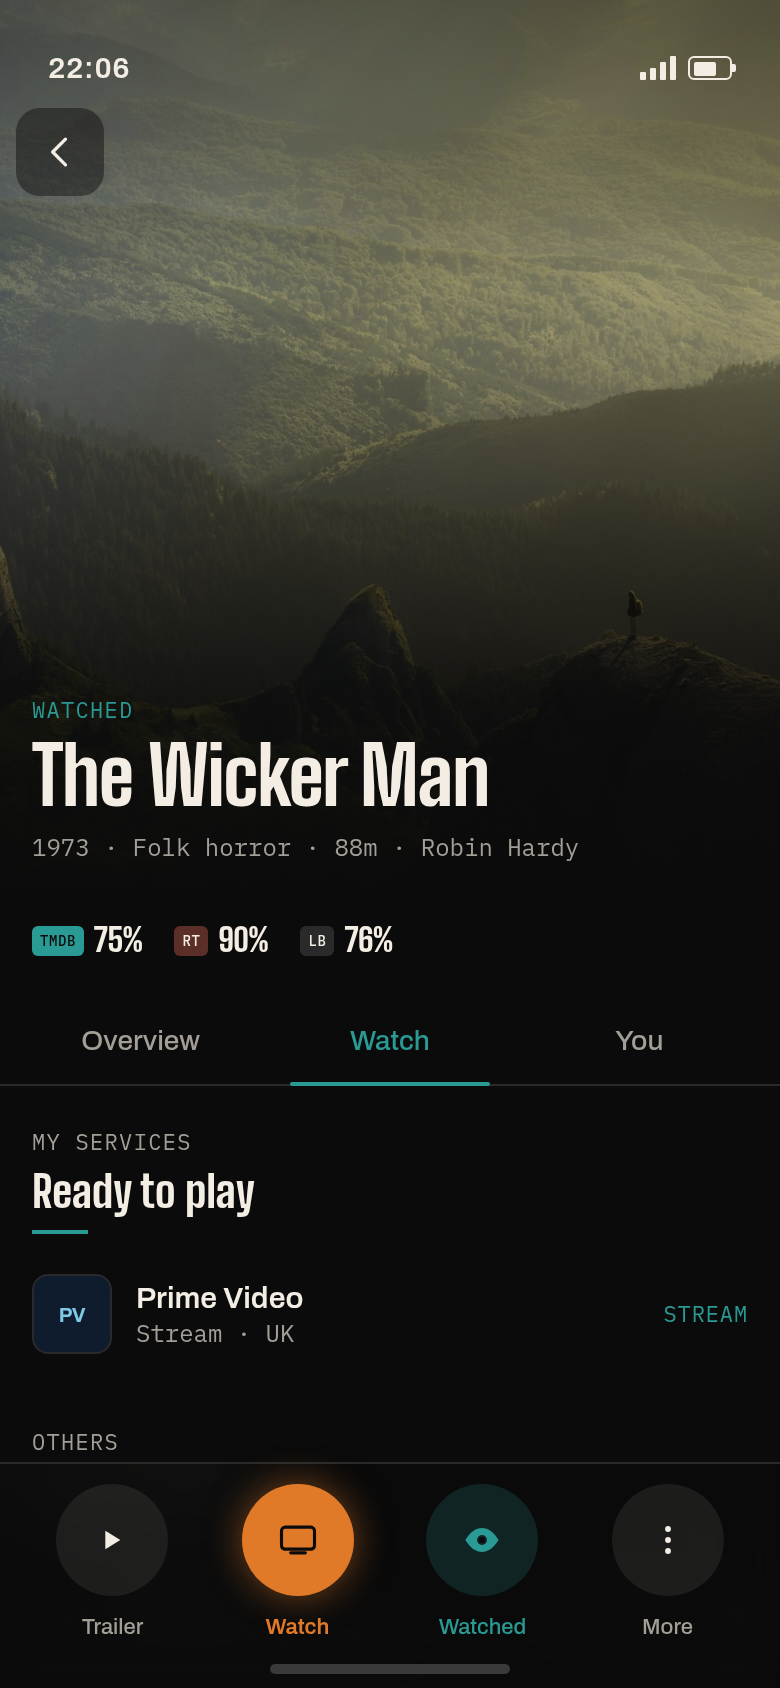 22:06
WATCHED
The Wicker Man
1973 · Folk horror · 88m · Robin Hardy
TMDB 75% RT 90% LB 76%
Overview Watch You
MY SERVICES
Ready to play
PV
Prime Video
Stream · UK
STREAM
OTHERS
Trailer Watch Watched More